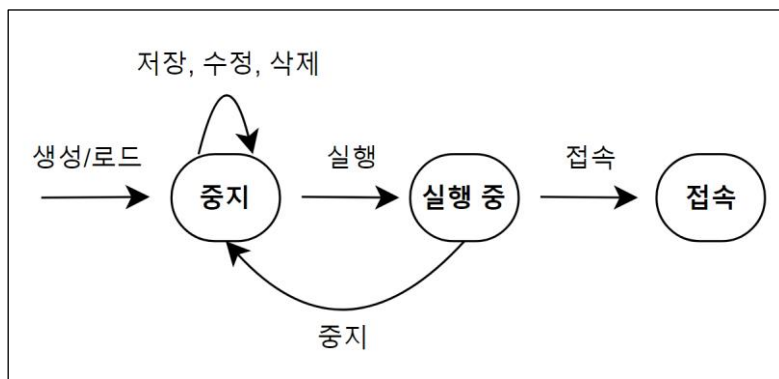 저장, 수정, 삭제
생성/로드
실행
접속
중지
실행 중
접속
중지